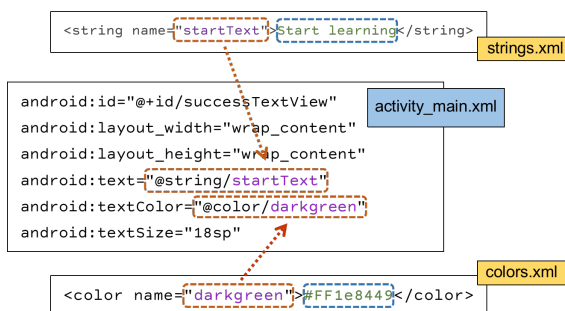 <string name="startText">Start learning</string>
strings.xml
activity_main.xml
android:id="@+id/successTextView"
android:layout_width="wrap_content"
android:layout_height="wrap_content"
android:text="@string/startText"
android:textColor="@color/darkgreen"
android:textSize="18sp"
colors.xml
<color name="darkgreen">#FF1e8449</color>